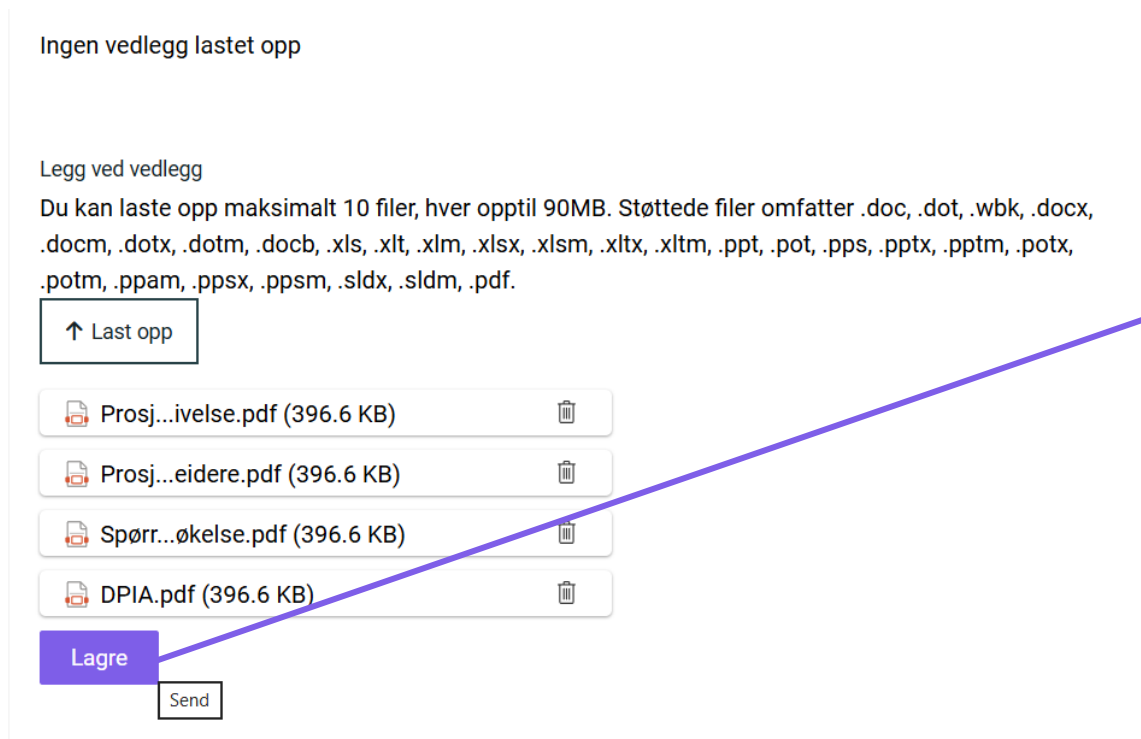 Ingen vedlegg lastet opp
Legg ved vedlegg
Du kan laste opp maksimalt 10 filer, hver opptil 90MB. Støttede filer omfatter .doc, .dot, .wbk, .docx,
.docm, .dotx, .dotm, .docb, .xls, .xlt, .xlm, .xlsx, .xlsm, .xltx, .xltm, .ppt, .pot, .pps, .pptx, .pptm, .potx,
.potm, .ppam, .ppsx, .ppsm, .sldx, .sldm, .pdf.
Last opp
Prosj...ivelse.pdf (396.6 KB)
Prosj...eidere.pdf (396.6 KB)
Spørr...økelse.pdf (396.6 KB)
DPIA.pdf (396.6 KB)
Lagre
Send